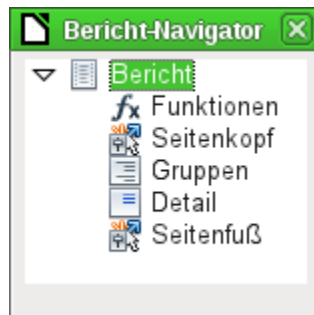 Bericht-Navigator
Bericht
Funktionen
Seitenkopf
Gruppen
Detail
Seitenfuß